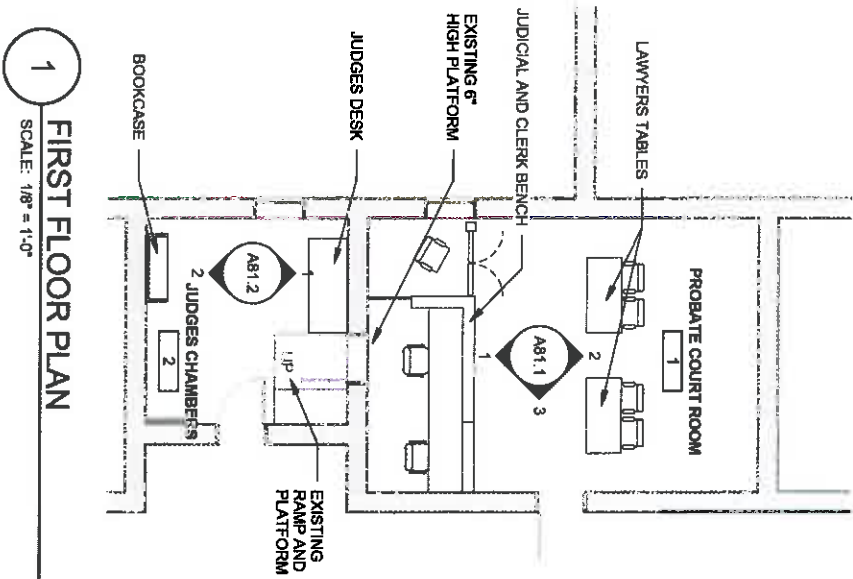 LAWYERS TABLES
JUDICIAL AND CLERK BENCH
EXISTING 6"
HIGH PLATFORM
JUDGES DESK
BOOKCASE
PROBATE COURT ROOM
1
2
A81.1
1
3
1
A81.2
2
JUDGES CHAMBERS
2
UP
EXISTING
RAMP AND
PLATFORM
1
FIRST FLOOR PLAN
SCALE: 1/8" = 1'-0"